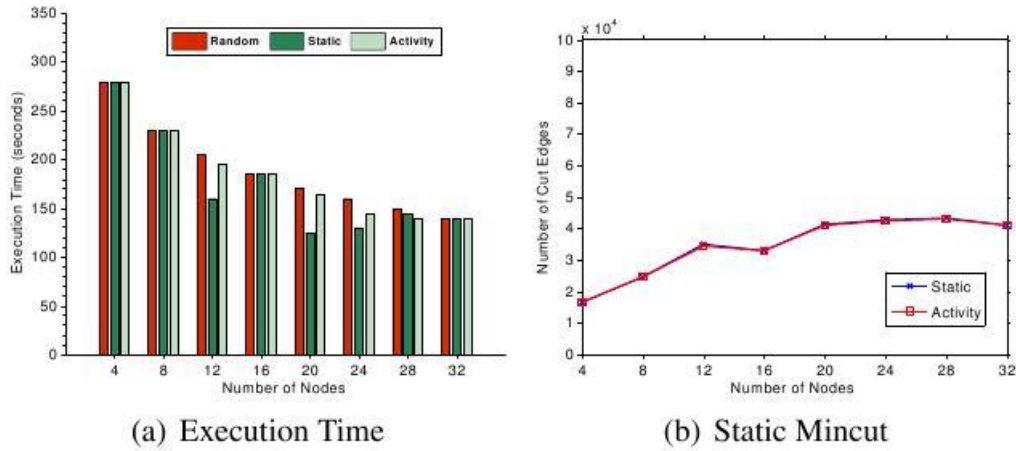 350
300
250
200
150
100
50
0
Execution Time (seconds)
Random Static Activity
4 8 12 16 20 24 28 32
Number of Nodes
(a) Execution Time
x 10⁴
10
9
8
7
6
5
4
3
2
1
0
Number of Cut Edges
Static
Activity
4 8 12 16 20 24 28 32
Number of Nodes
(b) Static Mincut